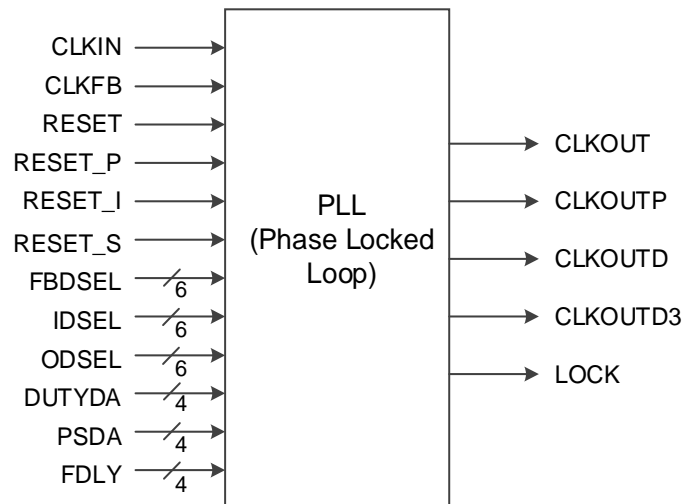 CLKIN
CLKFB
RESET
RESET_P
RESET_I
RESET_S
FBDSEL 6
IDSEL 6
ODSEL 6
DUTYDA 4
PSDA 4
FDLY 4
PLL
(Phase Locked
Loop)
CLKOUT
CLKOUTP
CLKOUTD
CLKOUTD3
LOCK